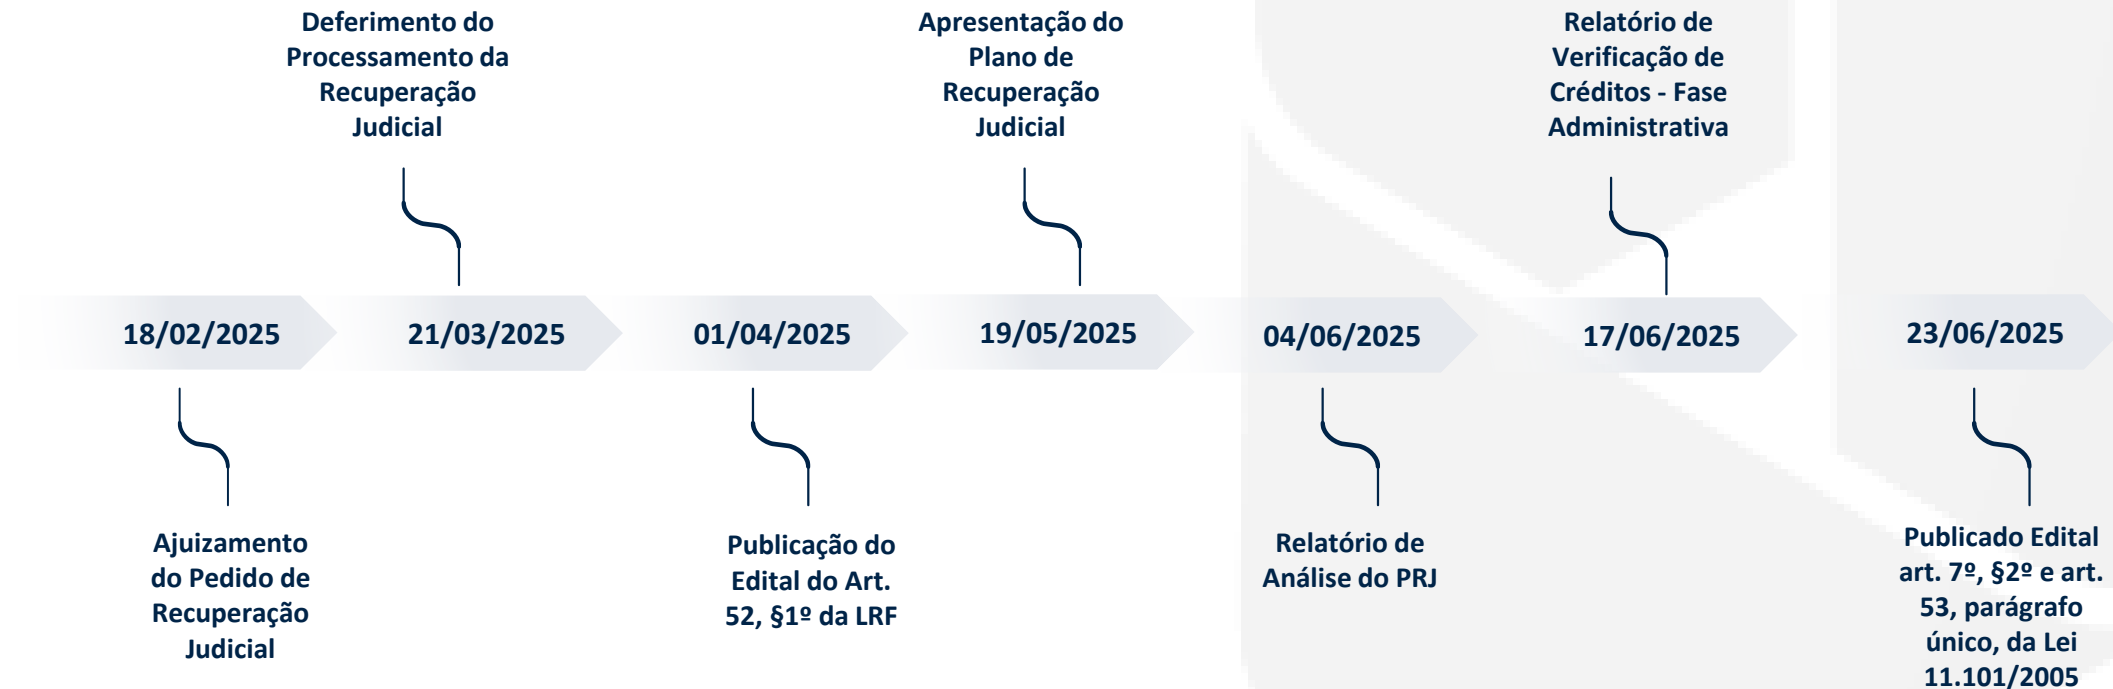 Deferimento do
Processamento da
Recuperação
Judicial
Apresentação do
Plano de
Recuperação
Judicial
Relatório de
Verificação de
Créditos - Fase
Administrativa
18/02/2025
21/03/2025
01/04/2025
19/05/2025
04/06/2025
17/06/2025
23/06/2025
Ajuizamento
do Pedido de
Recuperação
Judicial
Publicação do
Edital do Art.
52, §1º da LRF
Relatório de
Análise do PRJ
Publicado Edital
art. 7º, §2º e art.
53, parágrafo
único, da Lei
11.101/2005